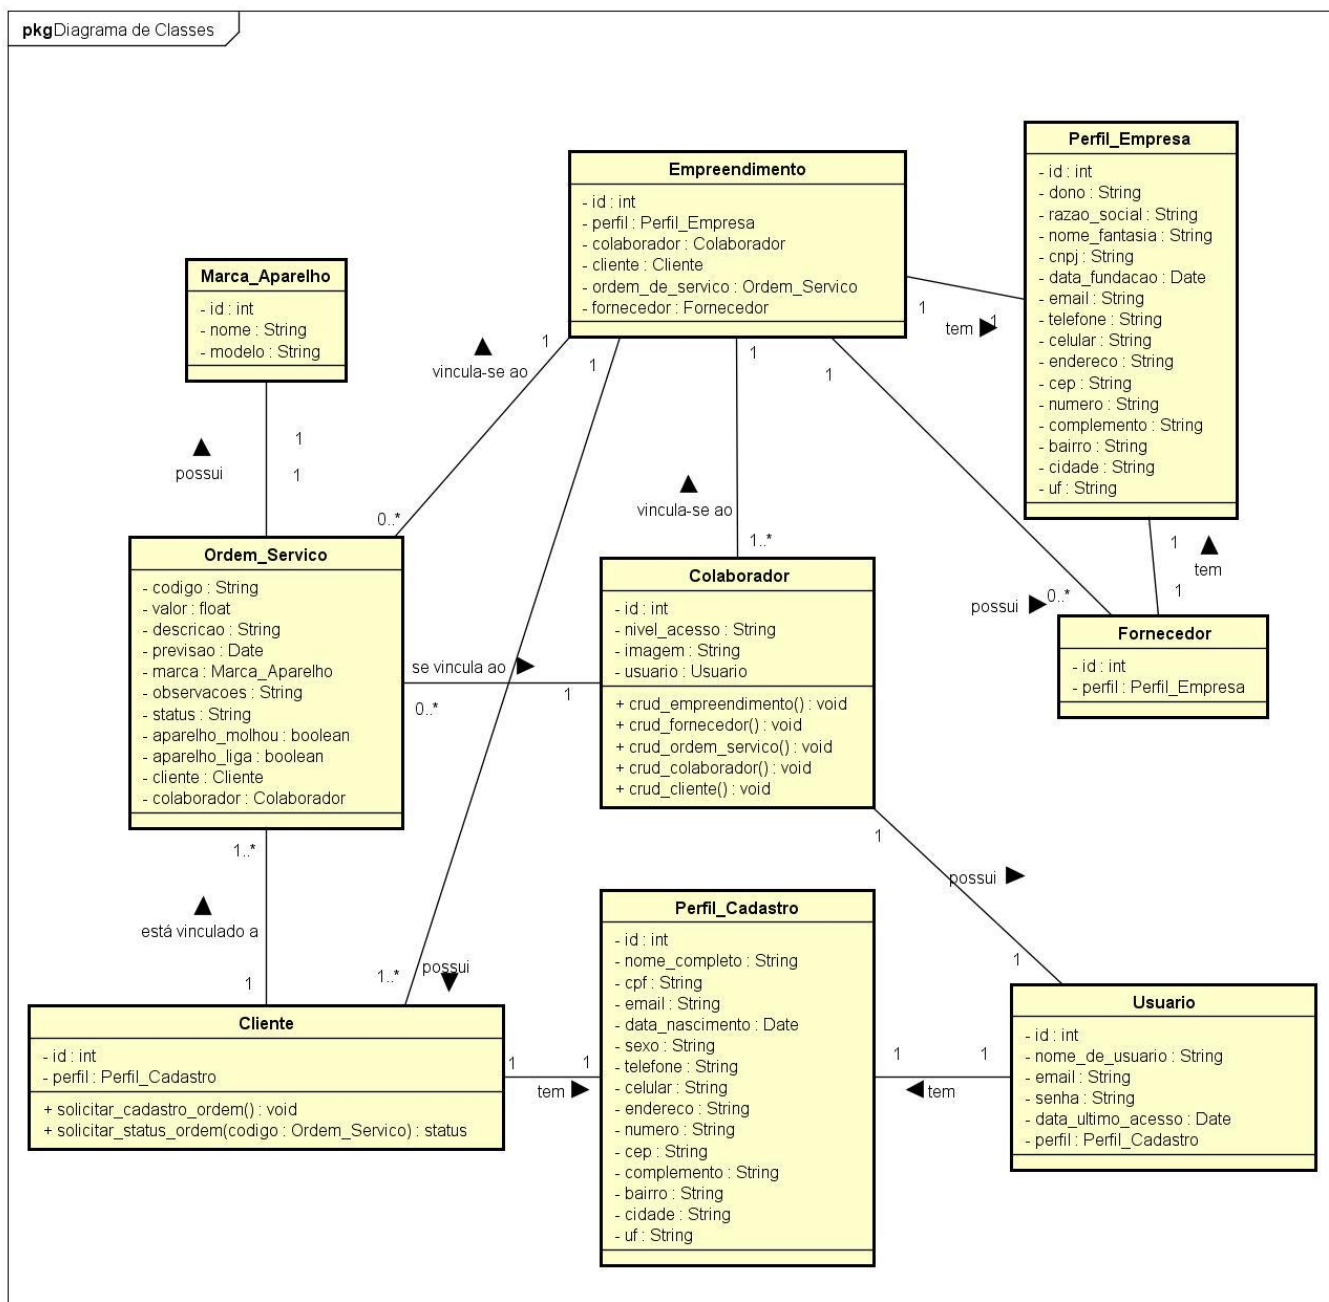 pkgDiagrama de Classes
Perfil_Empresa
- id : int
- dono : String
- razao_social : String
- nome_fantasia : String
- cnpj : String
- data_fundacao : Date
- email : String
- telefone : String
- celular : String
- endereco : String
- cep : String
- numero : String
- complemento : String
- bairro : String
- cidade : String
- uf : String
Empreendimento
- id : int
- perfil : Perfil_Empresa
- colaborador : Colaborador
- cliente : Cliente
- ordem_de_servico : Ordem_Servico
- fornecedor : Fornecedor
1
tem
1
Marca_Aparelho
- id : int
- nome : String
- modelo : String
1
vincula-se ao
0..*
1
1
1
1
possui
1
vincula-se ao
1..*
possui
0..*
1
tem
1
Ordem_Servico
- codigo : String
- valor : float
- descricao : String
- previsao : Date
- marca : Marca_Aparelho
- observacoes : String
- status : String
- aparelho_molhou : boolean
- aparelho_liga : boolean
- cliente : Cliente
- colaborador : Colaborador
se vincula ao
0..*
1
Colaborador
- id : int
- nivel_acesso : String
- imagem : String
- usuario : Usuario
+ crud_empreendimento() : void
+ crud_fornecedor() : void
+ crud_ordem_servico() : void
+ crud_colaborador() : void
+ crud_cliente() : void
Fornecedor
- id : int
- perfil : Perfil_Empresa
1..*
está vinculado a
1
1..*
possui
1
possui
1
Cliente
- id : int
- perfil : Perfil_Cadastro
+ solicitar_cadastro_ordem() : void
+ solicitar_status_ordem(codigo : Ordem_Servico) : status
1
1
tem
Perfil_Cadastro
- id : int
- nome_completo : String
- cpf : String
- email : String
- data_nascimento : Date
- sexo : String
- telefone : String
- celular : String
- endereco : String
- numero : String
- cep : String
- complemento : String
- bairro : String
- cidade : String
- uf : String
1
1
tem
Usuario
- id : int
- nome_de_usuario : String
- email : String
- senha : String
- data_ultimo_acesso : Date
- perfil : Perfil_Cadastro